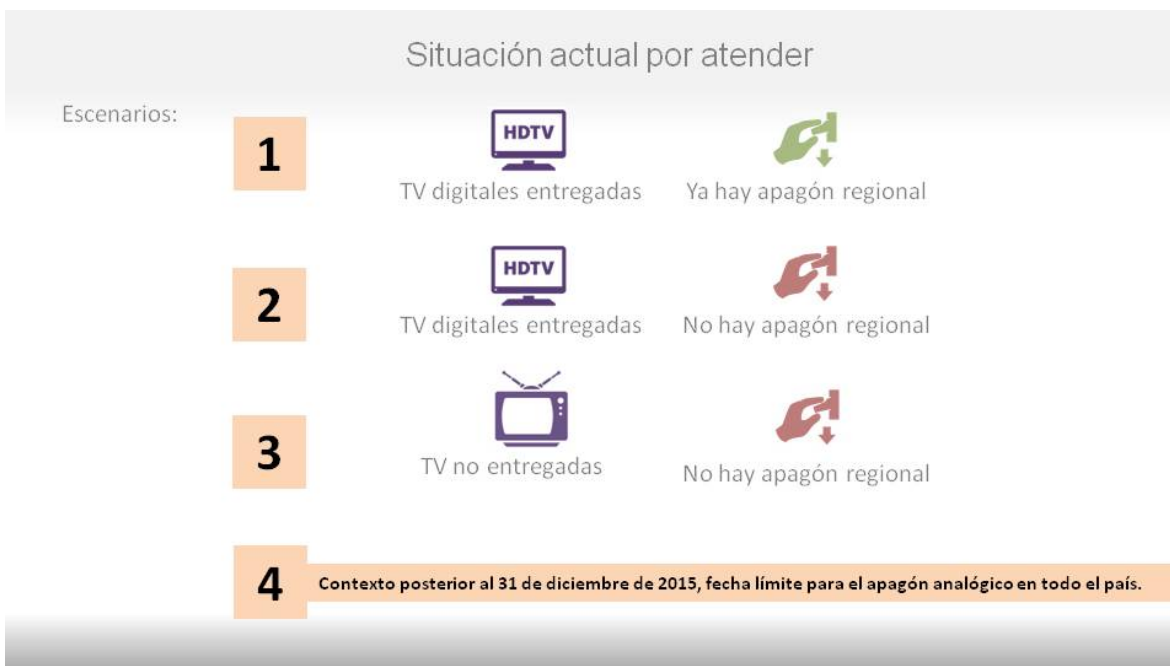 Situación actual por atender
Escenarios:
1
HDTV
TV digitales entregadas
Ya hay apagón regional
2
HDTV
TV digitales entregadas
No hay apagón regional
3
TV no entregadas
No hay apagón regional
4
Contexto posterior al 31 de diciembre de 2015, fecha límite para el apagón analógico en todo el país.